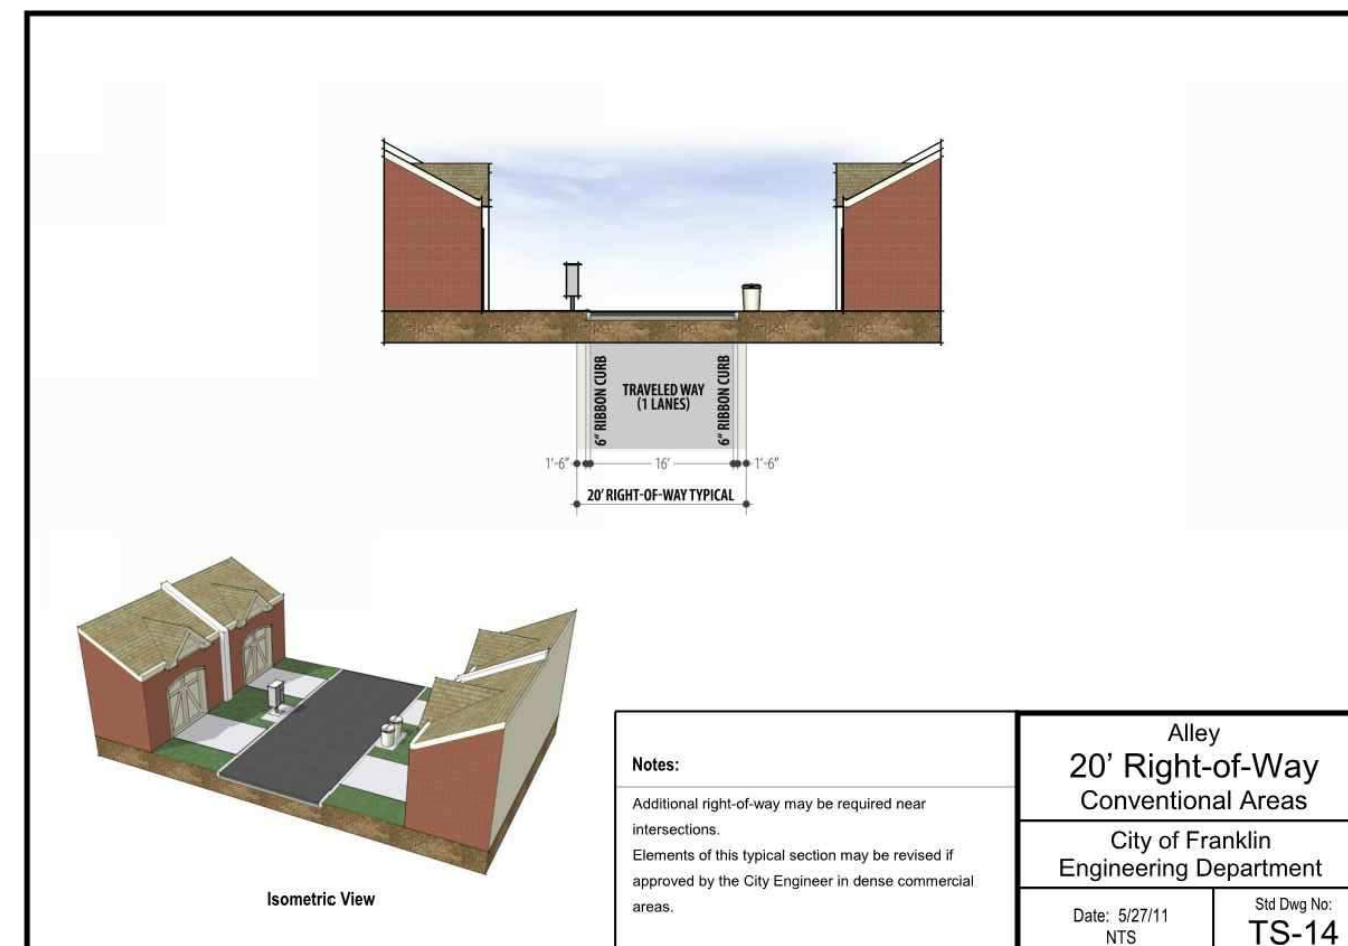 6” RIBBON CURB
TRAVELED WAY
(1 LANES)
6” RIBBON CURB
1’-6” 16’ 1’-6”
20’ RIGHT-OF-WAY TYPICAL
Isometric View
Notes:
Additional right-of-way may be required near
intersections.
Elements of this typical section may be revised if
approved by the City Engineer in dense commercial
areas.
Alley
20’ Right-of-Way
Conventional Areas
City of Franklin
Engineering Department
Date: 5/27/11
NTS
Std Dwg No:
TS-14